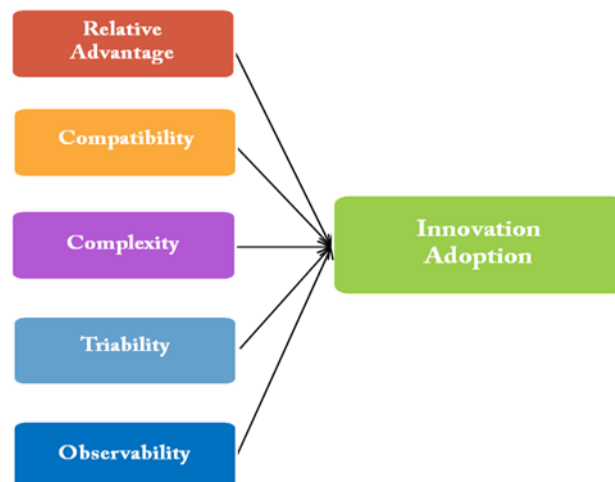 Relative
Advantage
Compatibility
Complexity
Triability
Observability
Innovation
Adoption